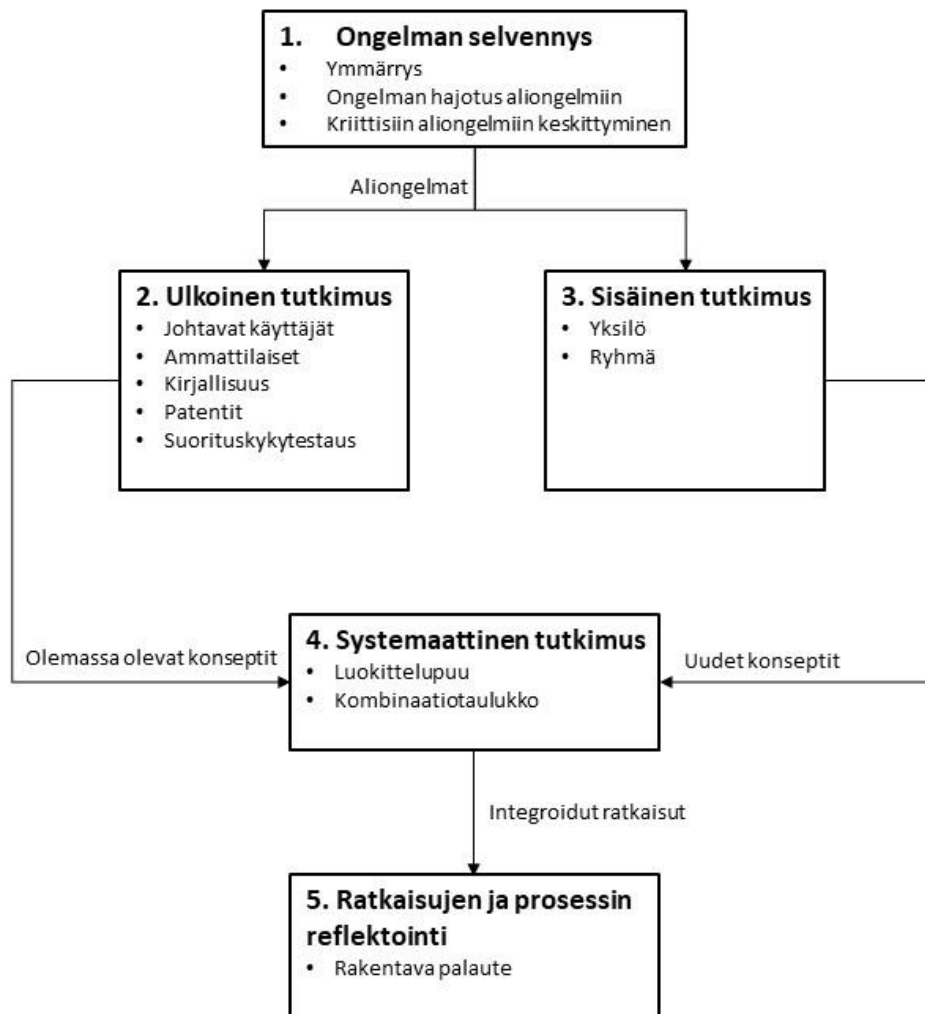 1. Ongelman selvennys
• Ymmärrys
• Ongelman hajotus aliongelmiin
• Kriittisiin aliongelmiin keskittyminen
Aliongelmat
2. Ulkoinen tutkimus
• Johtavat käyttäjät
• Ammattilaiset
• Kirjallisuus
• Patentit
• Suorituskykytestaus
3. Sisäinen tutkimus
• Yksilö
• Ryhmä
Olemassa olevat konseptit
4. Systemaattinen tutkimus
• Luokittelupuu
• Kombinaatiotaulukko
Uudet konseptit
Integroidut ratkaisut
5. Ratkaisujen ja prosessin
reflektointi
• Rakentava palaute